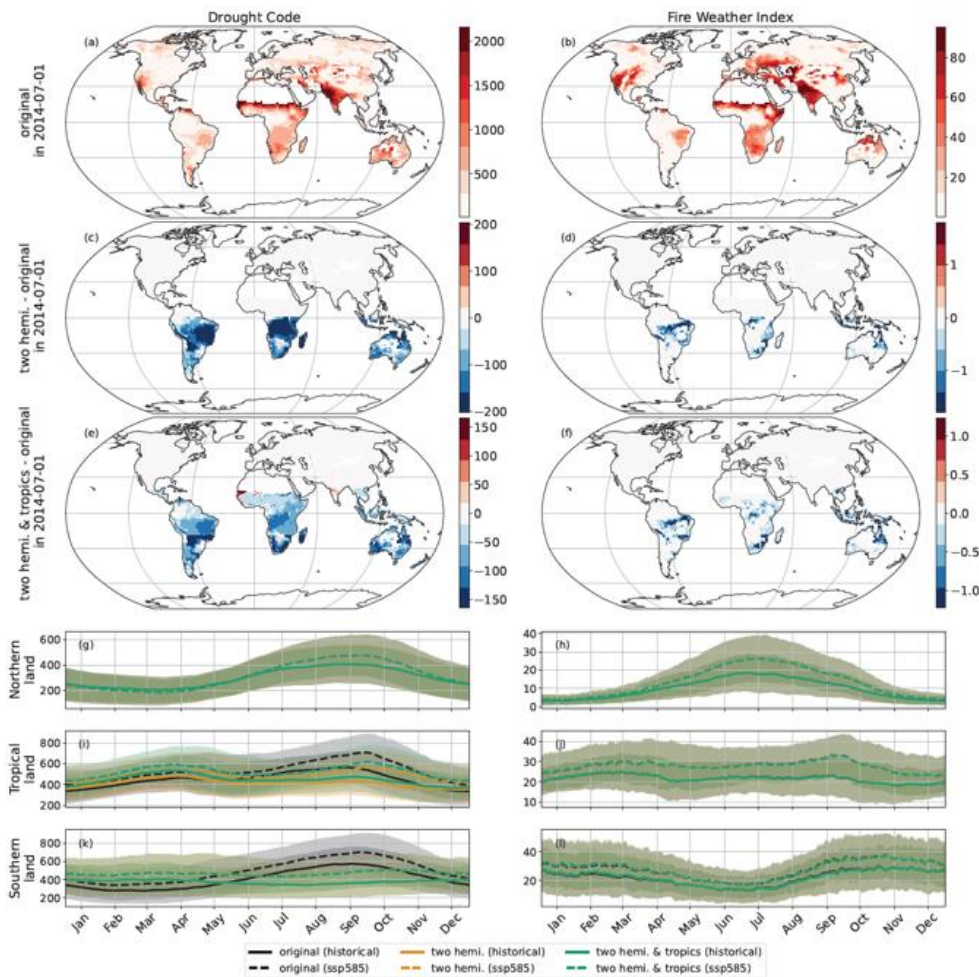 Drought Code
Fire Weather Index
original
in 2014-07-01
(a)
2000
1500
1000
500
(b)
80
60
40
20
two hemi. - original
in 2014-07-01
(c)
200
100
0
−100
−200
(d)
1
0
−1
two hemi. & tropics - original
in 2014-07-01
(e)
150
100
50
0
−50
−100
−150
(f)
1.0
0.5
0.0
−0.5
−1.0
Northern
land
600
400
200
(g)
40
30
20
10
0
(h)
Tropical
land
800
600
400
200
(i)
40
30
20
10
(j)
Southern
land
800
600
400
200
(k)
40
20
(l)
Jan Feb Mar Apr May Jun Jul Aug Sep Oct Nov Dec
Jan Feb Mar Apr May Jun Jul Aug Sep Oct Nov Dec
original (historical) two hemi. (historical) two hemi. & tropics (historical)
original (ssp585) two hemi. (ssp585) two hemi. & tropics (ssp585)